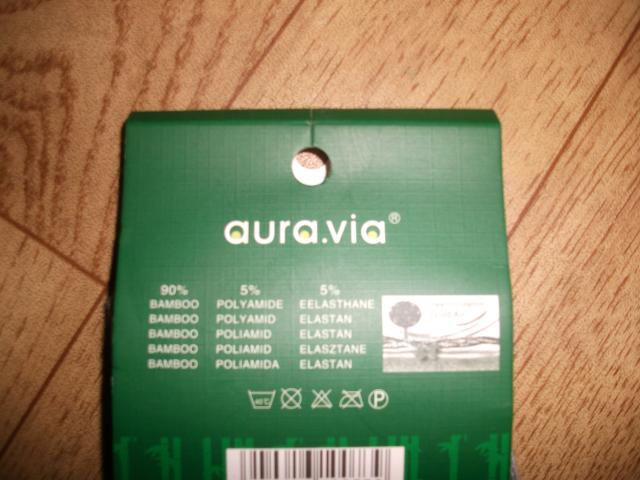 aura.via®
90% 5% 5%
BAMBOO POLYAMIDE EELASTHANE
BAMBOO POLYAMID ELASTAN
BAMBOO POLIAMID ELASTAN
BAMBOO POLIAMID ELASZTANE
BAMBOO POLIAMIDA ELASTAN
40°C P